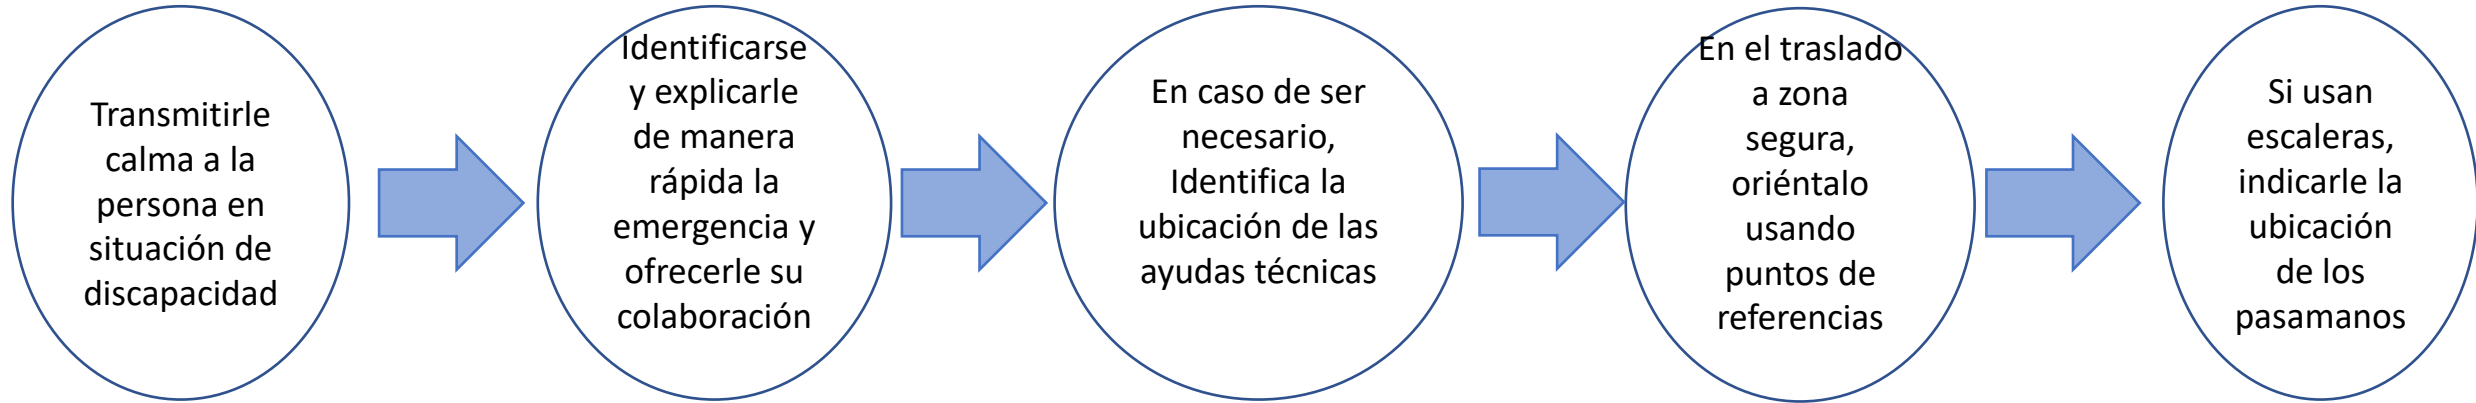 Transmitirle
calma a la
persona en
situación de
discapacidad
Identificarse
y explicarle
de manera
rápida la
emergencia y
ofrecerle su
colaboración
En caso de ser
necesario,
Identifica la
ubicación de las
ayudas técnicas
En el traslado
a zona
segura,
oriéntalo
usando
puntos de
referencias
Si usan
escaleras,
indicarle la
ubicación
de los
pasamanos